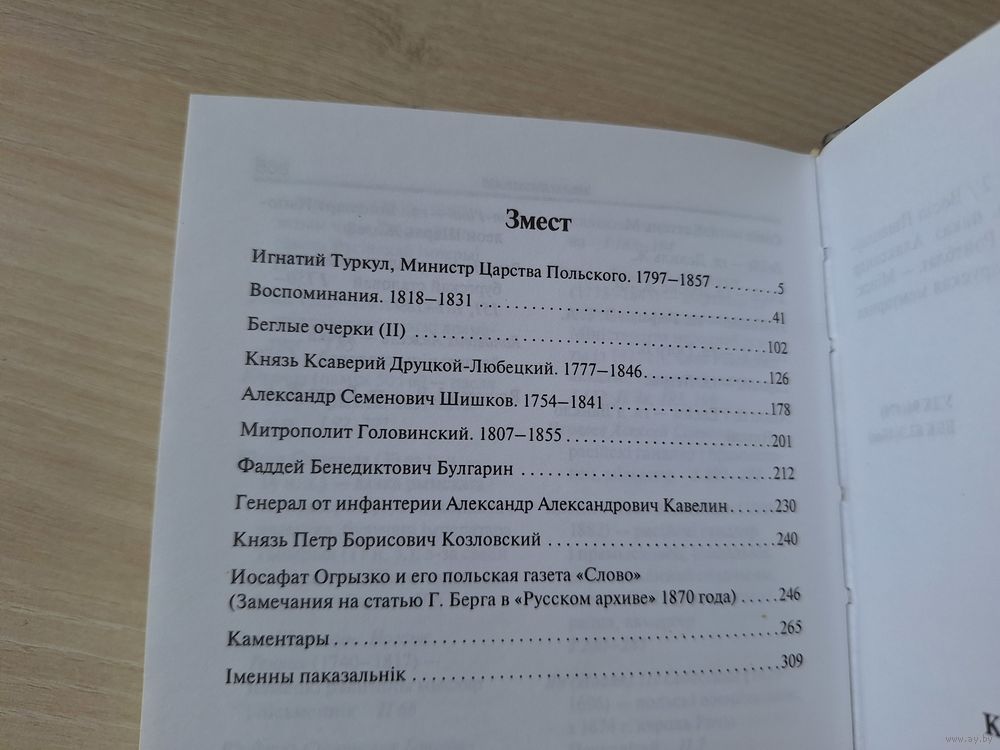 Змест
Игнатий Туркул, Министр Царства Польского. 1797–1857 ......... 5
Воспоминания. 1818–1831 ......... 41
Беглые очерки (II) ......... 102
Князь Ксаверий Друцкой-Любецкий. 1777–1846 ......... 126
Александр Семенович Шишков. 1754–1841 ......... 178
Митрополит Головинский. 1807–1855 ......... 201
Фаддей Бенедиктович Булгарин ......... 212
Генерал от инфантерии Александр Александрович Кавелин ...... 230
Князь Петр Борисович Козловский ......... 240
Иосафат Огрызко и его польская газета «Слово»
(Замечания на статью Г. Берга в «Русском архиве» 1870 года) ..... 246
Каментары ......... 265
Іменны паказальнік ......... 309
www.ay.by